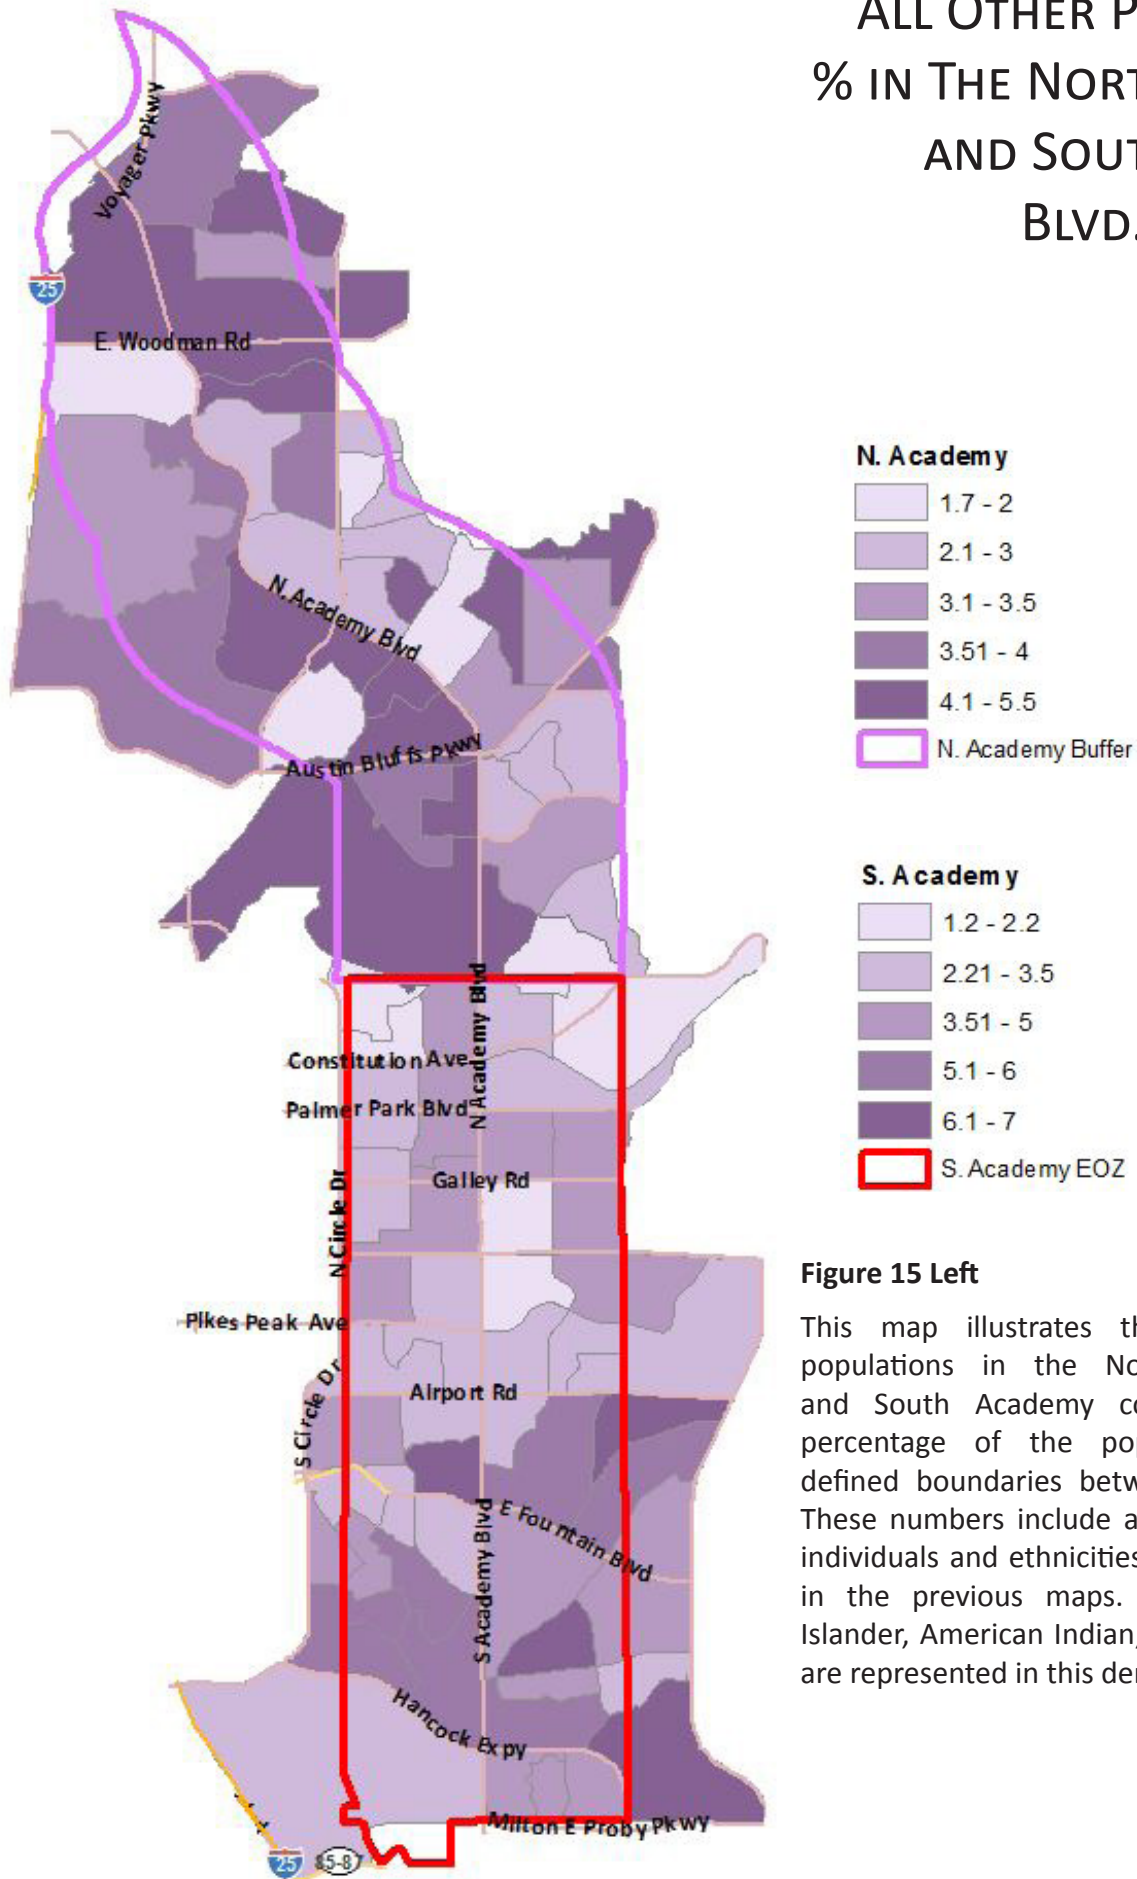 ALL OTHER P
% IN THE NORT
AND SOUT
BLVD.
Voyager Pkwy
25
E. Woodman Rd
N. Academy Blvd
Austin Bluffs Pkwy
N. Academy
1.7 - 2
2.1 - 3
3.1 - 3.5
3.51 - 4
4.1 - 5.5
N. Academy Buffer
S. Academy
1.2 - 2.2
2.21 - 3.5
3.51 - 5
5.1 - 6
6.1 - 7
S. Academy EOZ
N Academy Blvd
Constitution Ave
Palmer Park Blvd
Galley Rd
N Circle Dr
Pikes Peak Ave
Airport Rd
S Circle Dr
E Fountain Blvd
S Academy Blvd
Hancock Expy
Milton E Proby Pkwy
25
85-87
Figure 15 Left
This map illustrates th
populations in the No
and South Academy co
percentage of the pop
defined boundaries betw
These numbers include a
individuals and ethnicities
in the previous maps.
Islander, American Indian,
are represented in this der